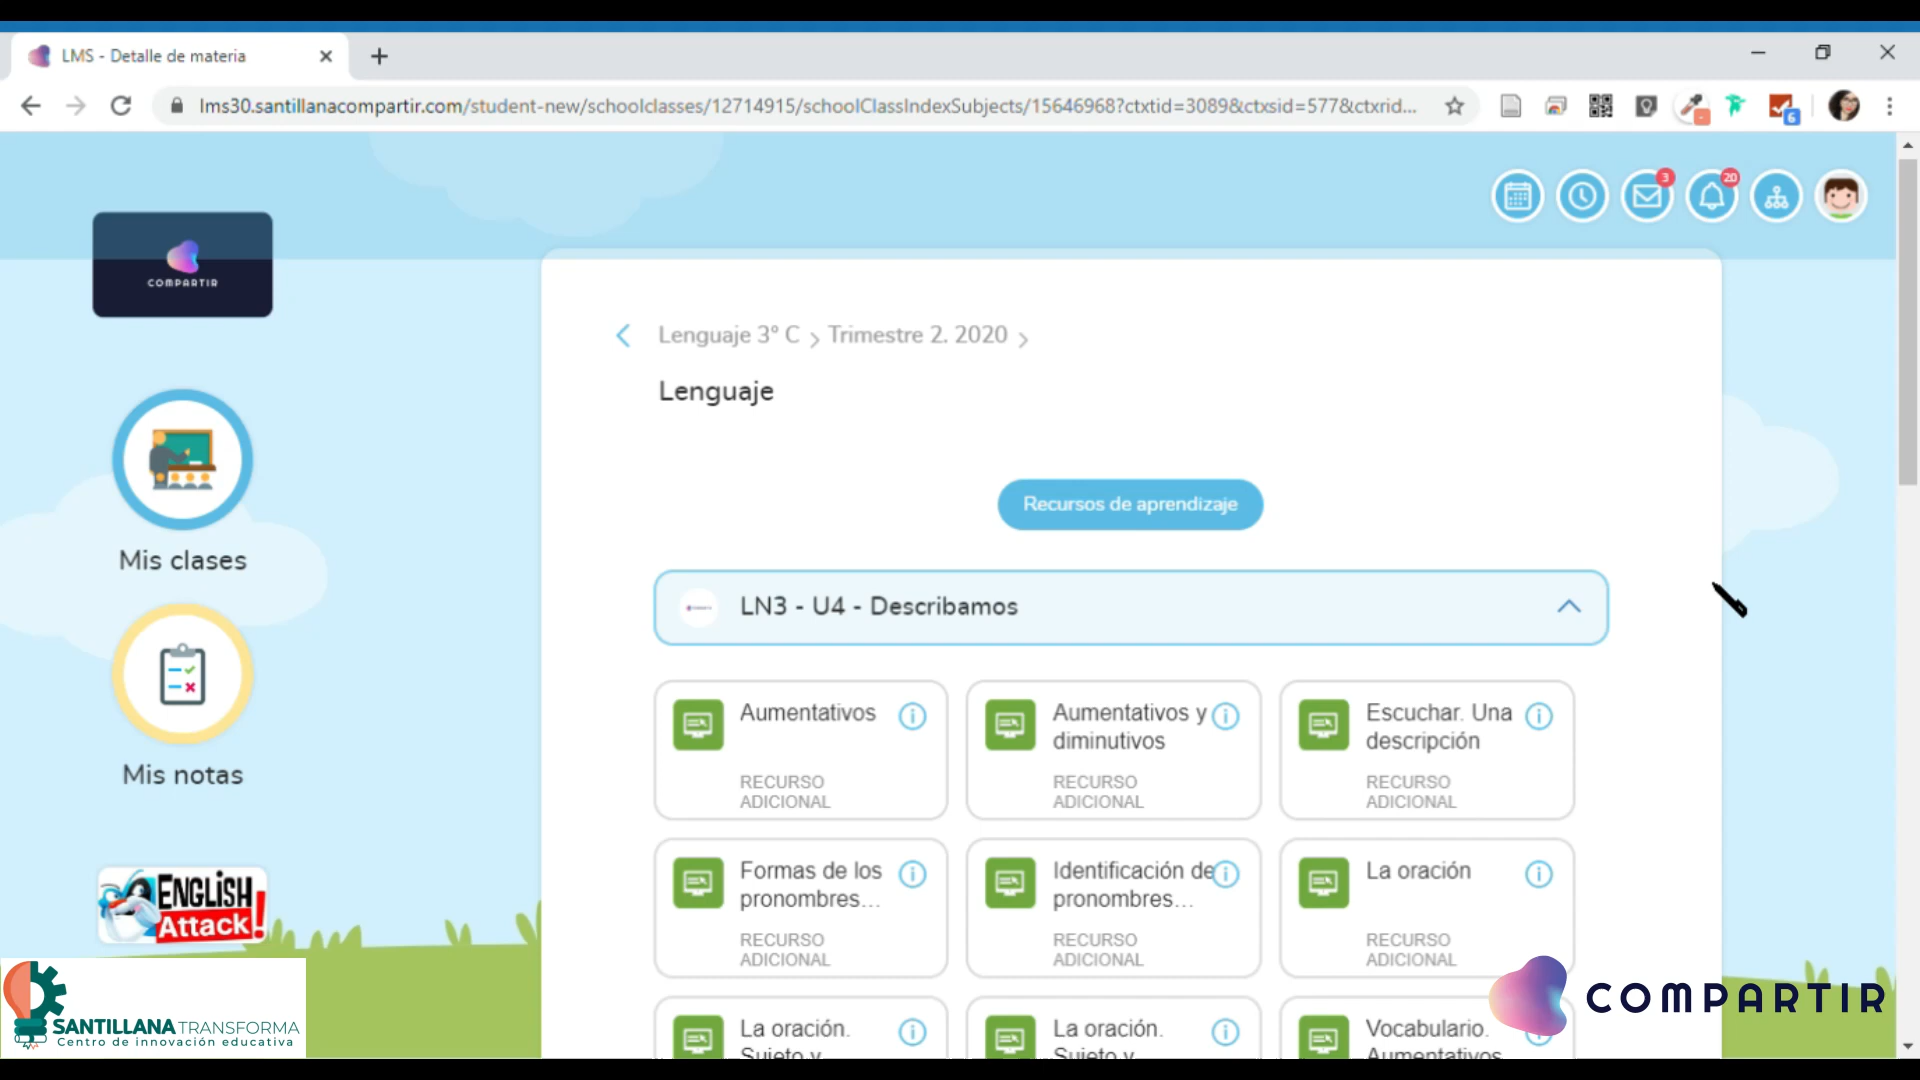 LMS - Detalle de materia
lms30.santillanacompartir.com/student-new/schoolclasses/12714915/schoolClassIndexSubjects/15646968?ctxtid=3089&ctxsid=577&ctxrid...
6
3
20
COMPARTIR
Lenguaje 3° C > Trimestre 2. 2020 >
Lenguaje
Recursos de aprendizaje
Mis clases
LN3 - U4 - Describamos
Mis notas
Aumentativos
RECURSO
ADICIONAL
Aumentativos y
diminutivos
RECURSO
ADICIONAL
Escuchar. Una
descripción
RECURSO
ADICIONAL
Formas de los
pronombres...
RECURSO
ADICIONAL
Identificación de
pronombres...
RECURSO
ADICIONAL
La oración
RECURSO
ADICIONAL
La oración.
Sujeto y
La oración.
Sujeto y
Vocabulario.
Aumentativos
ENGLISH
Attack!
SANTILLANA TRANSFORMA
Centro de innovación educativa
COMPARTIR